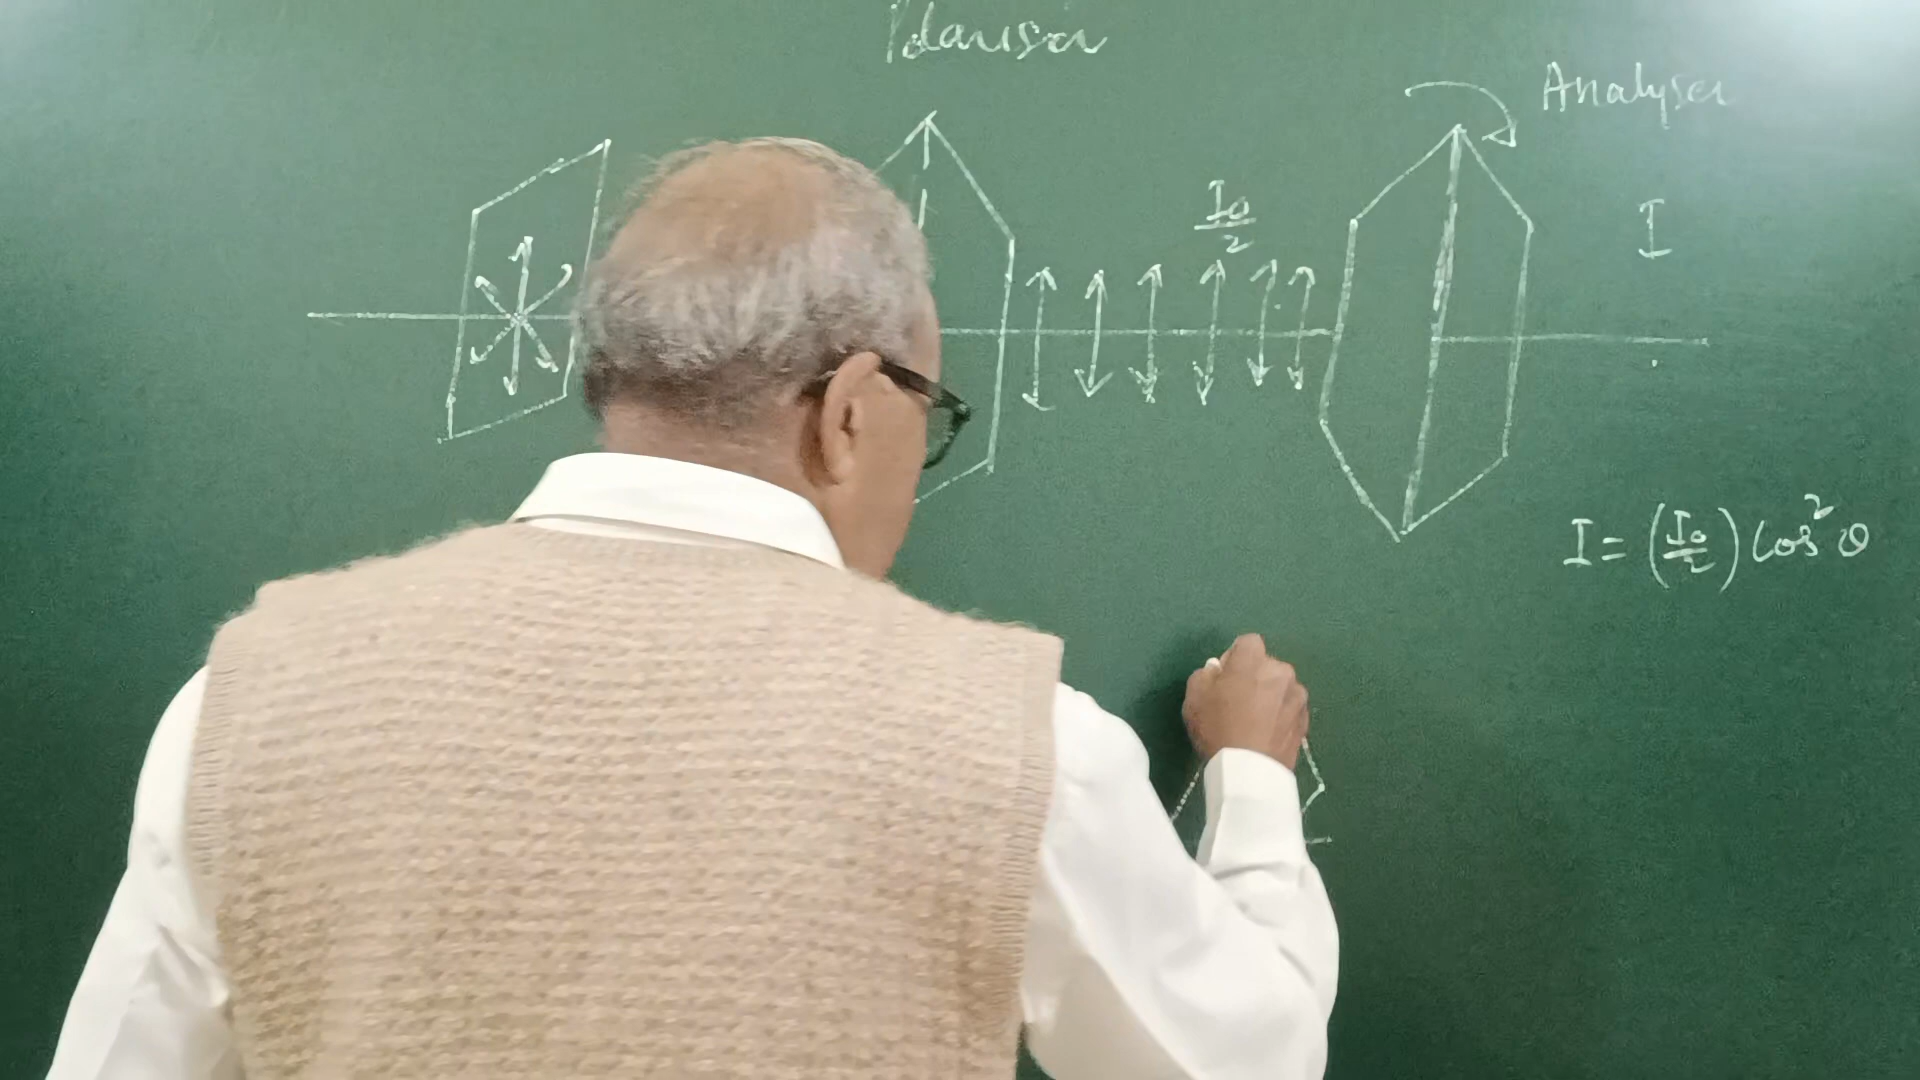 Polariser
Analyser
I₀/2
I
I = (I₀/2) Cos² θ